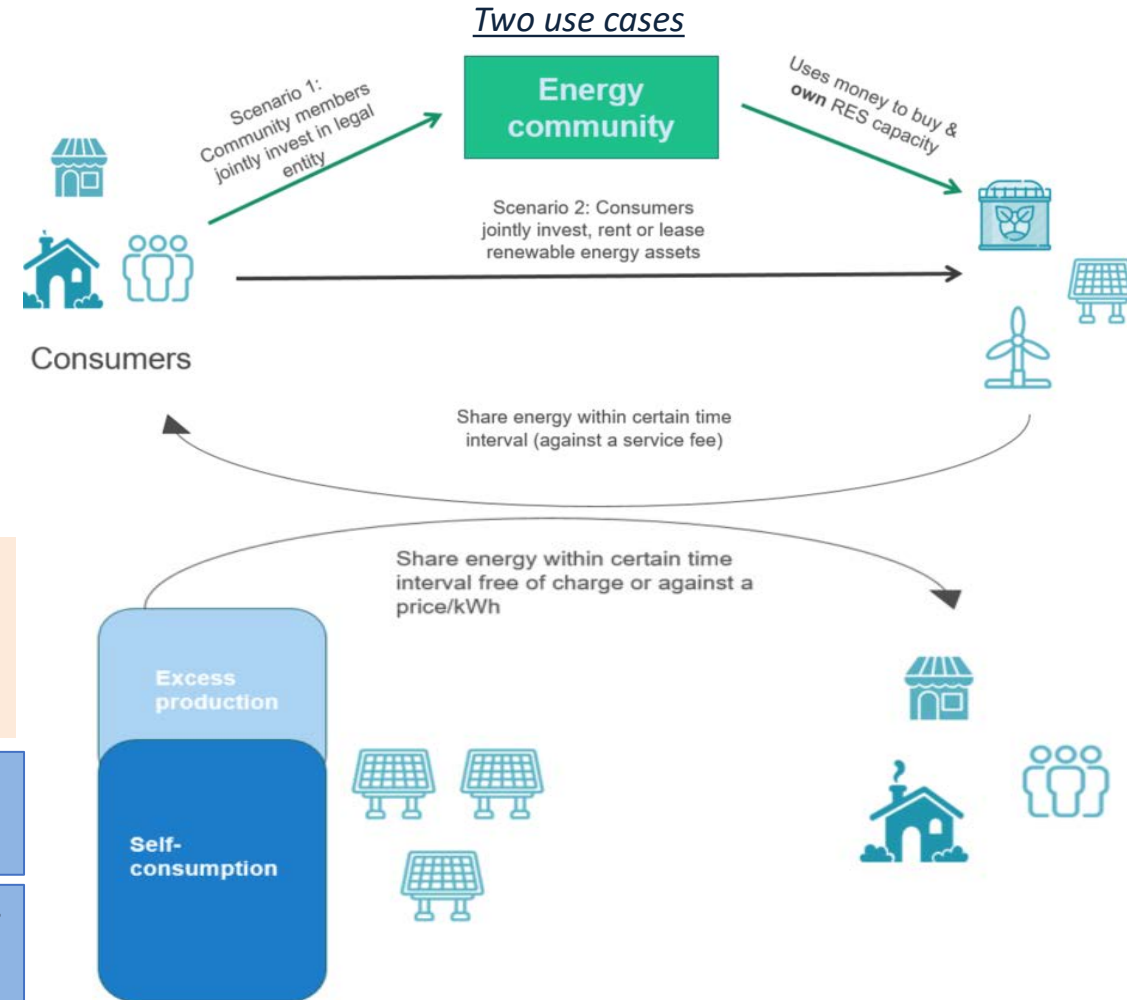 Two use cases
Scenario 1:
Community members
jointly invest in legal
entity
Energy
community
Uses money to buy &
own RES capacity
Scenario 2: Consumers
jointly invest, rent or lease
renewable energy assets
Consumers
Share energy within certain time
interval (against a service fee)
Share energy within certain time
interval free of charge or against a
price/kWh
Excess
production
Self-
consumption